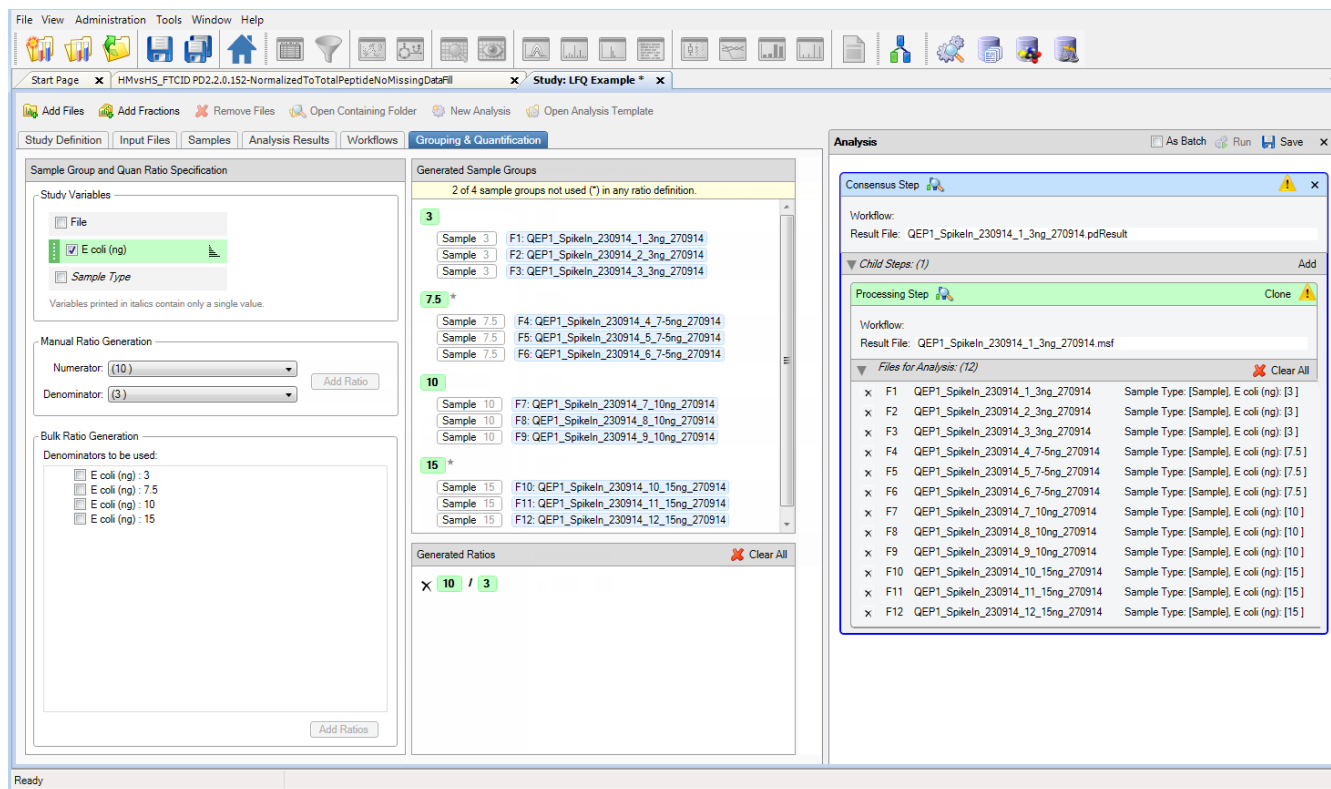 File View Administration Tools Window Help
Start Page x HMvsHS_FTCID PD2.2.0.152-NormalizedToTotalPeptideNoMissingDataFill x Study: LFQ Example * x
Add Files Add Fractions Remove Files Open Containing Folder New Analysis Open Analysis Template
Study Definition Input Files Samples Analysis Results Workflows Grouping & Quantification
Sample Group and Quan Ratio Specification
Study Variables
File
E coli (ng)
Sample Type
Variables printed in italics contain only a single value.
Manual Ratio Generation
Numerator: (10 )
Denominator: (3 )
Add Ratio
Bulk Ratio Generation
Denominators to be used:
E coli (ng) : 3
E coli (ng) : 7.5
E coli (ng) : 10
E coli (ng) : 15
Add Ratios
Generated Sample Groups
2 of 4 sample groups not used (*) in any ratio definition.
3
Sample 3 F1: QEP1_SpikeIn_230914_1_3ng_270914
Sample 3 F2: QEP1_SpikeIn_230914_2_3ng_270914
Sample 3 F3: QEP1_SpikeIn_230914_3_3ng_270914
7.5 *
Sample 7.5 F4: QEP1_SpikeIn_230914_4_7-5ng_270914
Sample 7.5 F5: QEP1_SpikeIn_230914_5_7-5ng_270914
Sample 7.5 F6: QEP1_SpikeIn_230914_6_7-5ng_270914
10
Sample 10 F7: QEP1_SpikeIn_230914_7_10ng_270914
Sample 10 F8: QEP1_SpikeIn_230914_8_10ng_270914
Sample 10 F9: QEP1_SpikeIn_230914_9_10ng_270914
15 *
Sample 15 F10: QEP1_SpikeIn_230914_10_15ng_270914
Sample 15 F11: QEP1_SpikeIn_230914_11_15ng_270914
Sample 15 F12: QEP1_SpikeIn_230914_12_15ng_270914
Generated Ratios Clear All
10 / 3
Analysis As Batch Run Save x
Consensus Step x
Workflow:
Result File: QEP1_SpikeIn_230914_1_3ng_270914.pdResult
Child Steps: (1) Add
Processing Step Clone
Workflow:
Result File: QEP1_SpikeIn_230914_1_3ng_270914.msf
Files for Analysis: (12) Clear All
x F1 QEP1_SpikeIn_230914_1_3ng_270914 Sample Type: [Sample], E coli (ng): [3 ]
x F2 QEP1_SpikeIn_230914_2_3ng_270914 Sample Type: [Sample], E coli (ng): [3 ]
x F3 QEP1_SpikeIn_230914_3_3ng_270914 Sample Type: [Sample], E coli (ng): [3 ]
x F4 QEP1_SpikeIn_230914_4_7-5ng_270914 Sample Type: [Sample], E coli (ng): [7.5 ]
x F5 QEP1_SpikeIn_230914_5_7-5ng_270914 Sample Type: [Sample], E coli (ng): [7.5 ]
x F6 QEP1_SpikeIn_230914_6_7-5ng_270914 Sample Type: [Sample], E coli (ng): [7.5 ]
x F7 QEP1_SpikeIn_230914_7_10ng_270914 Sample Type: [Sample], E coli (ng): [10 ]
x F8 QEP1_SpikeIn_230914_8_10ng_270914 Sample Type: [Sample], E coli (ng): [10 ]
x F9 QEP1_SpikeIn_230914_9_10ng_270914 Sample Type: [Sample], E coli (ng): [10 ]
x F10 QEP1_SpikeIn_230914_10_15ng_270914 Sample Type: [Sample], E coli (ng): [15 ]
x F11 QEP1_SpikeIn_230914_11_15ng_270914 Sample Type: [Sample], E coli (ng): [15 ]
x F12 QEP1_SpikeIn_230914_12_15ng_270914 Sample Type: [Sample], E coli (ng): [15 ]
Ready